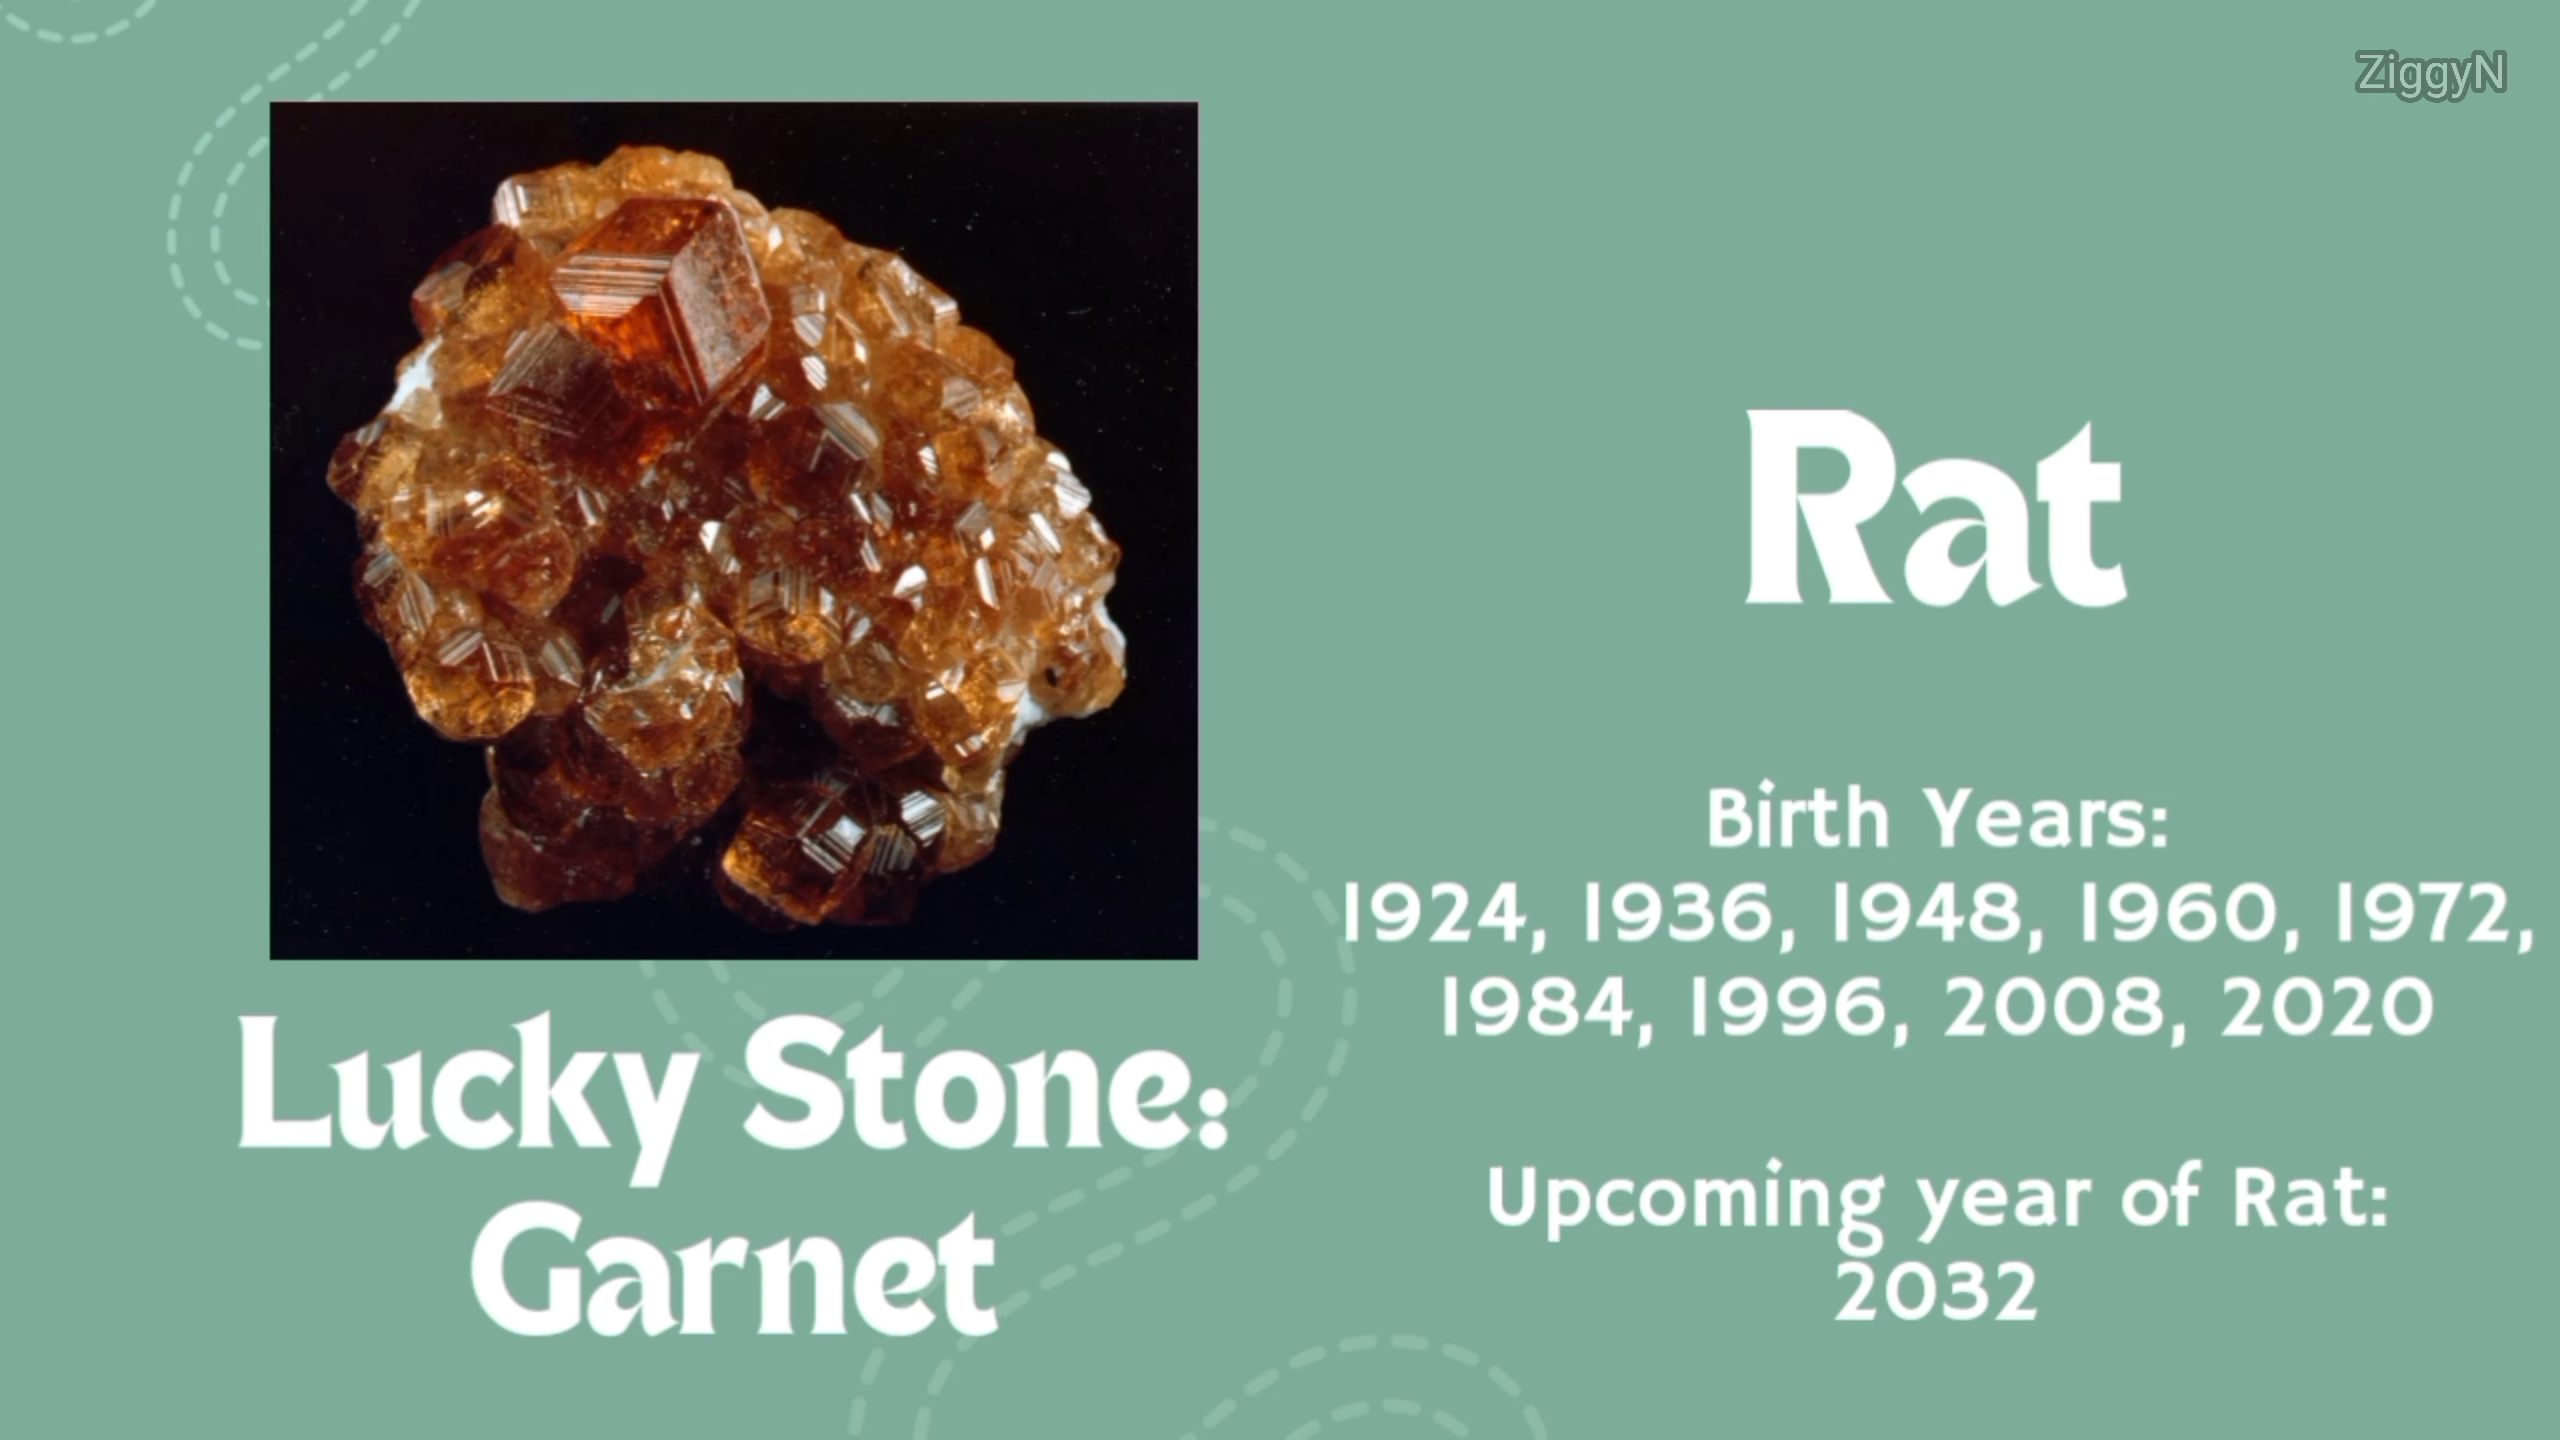 ZiggyN
Rat
Birth Years:
1924, 1936, 1948, 1960, 1972,
1984, 1996, 2008, 2020
Upcoming year of Rat:
2032
Lucky Stone:
Garnet